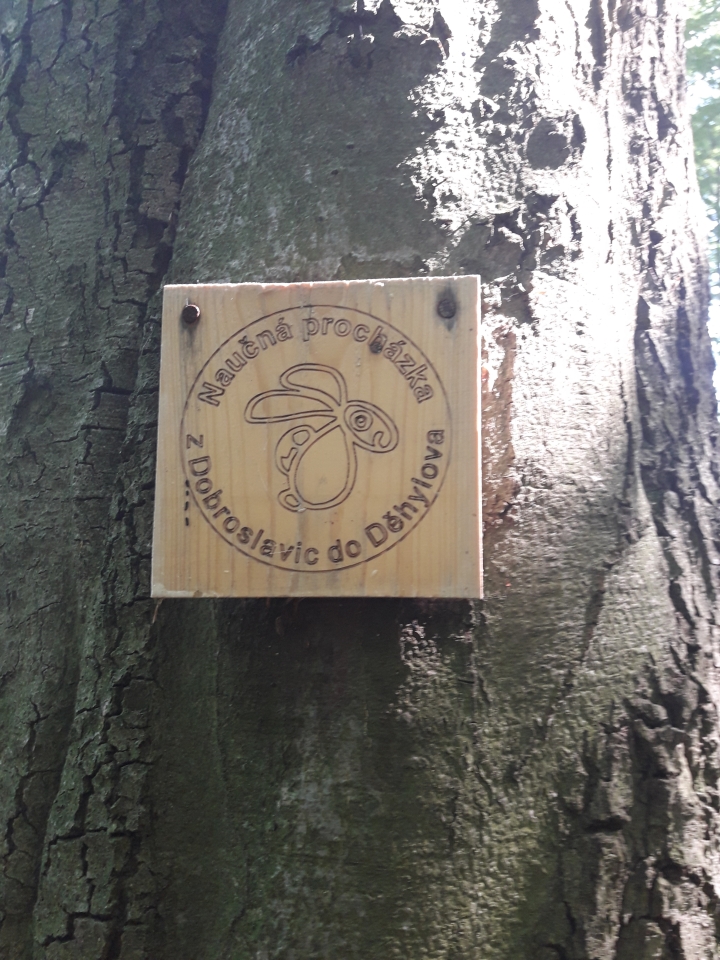 Naučná procházka
z Dobroslavic do Děhylova